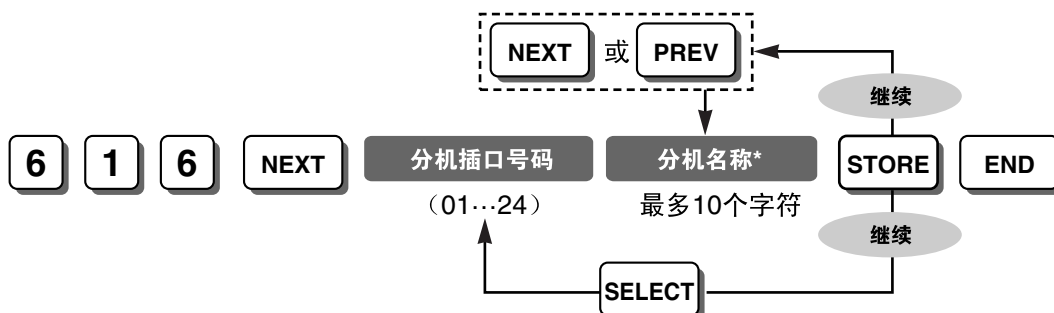 NEXT 或 PREV
继续
6 1 6 NEXT 分机插口号码 分机名称* STORE END
（01…24） 最多10个字符
继续
SELECT